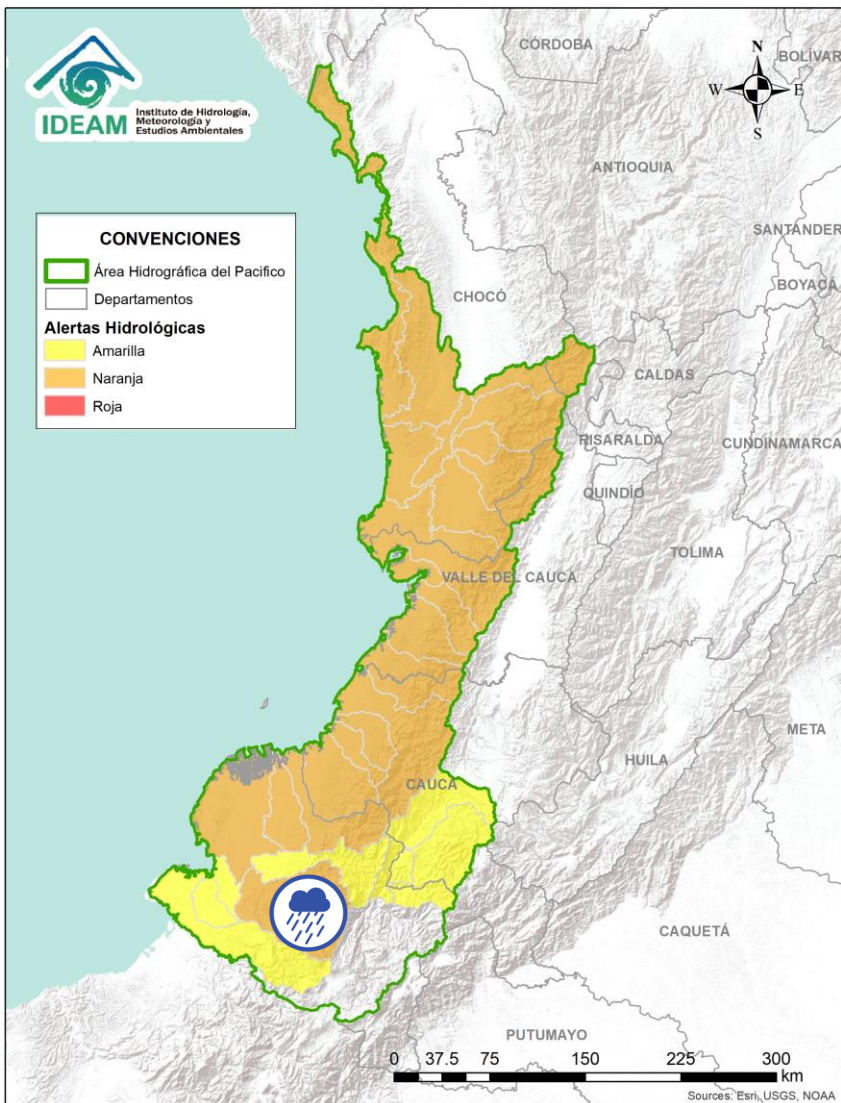 IDEAM
Instituto de Hidrología,
Meteorología y
Estudios Ambientales
CÓRDOBA
BOLÍVAR
N
W
E
S
ANTIOQUIA
SANTANDER
BOYACÁ
CONVENCIONES
Área Hidrográfica del Pacifico
Departamentos
Alertas Hidrológicas
Amarilla
Naranja
Roja
CHOCÓ
CALDAS
RISARALDA
CUNDINAMARCA
QUINDÍO
TOLIMA
VALLE DEL CAUCA
META
HUILA
CAUCA
CAQUETÁ
PUTUMAYO
0 37.5 75 150 225 300
km
Sources: Esri, USGS, NOAA